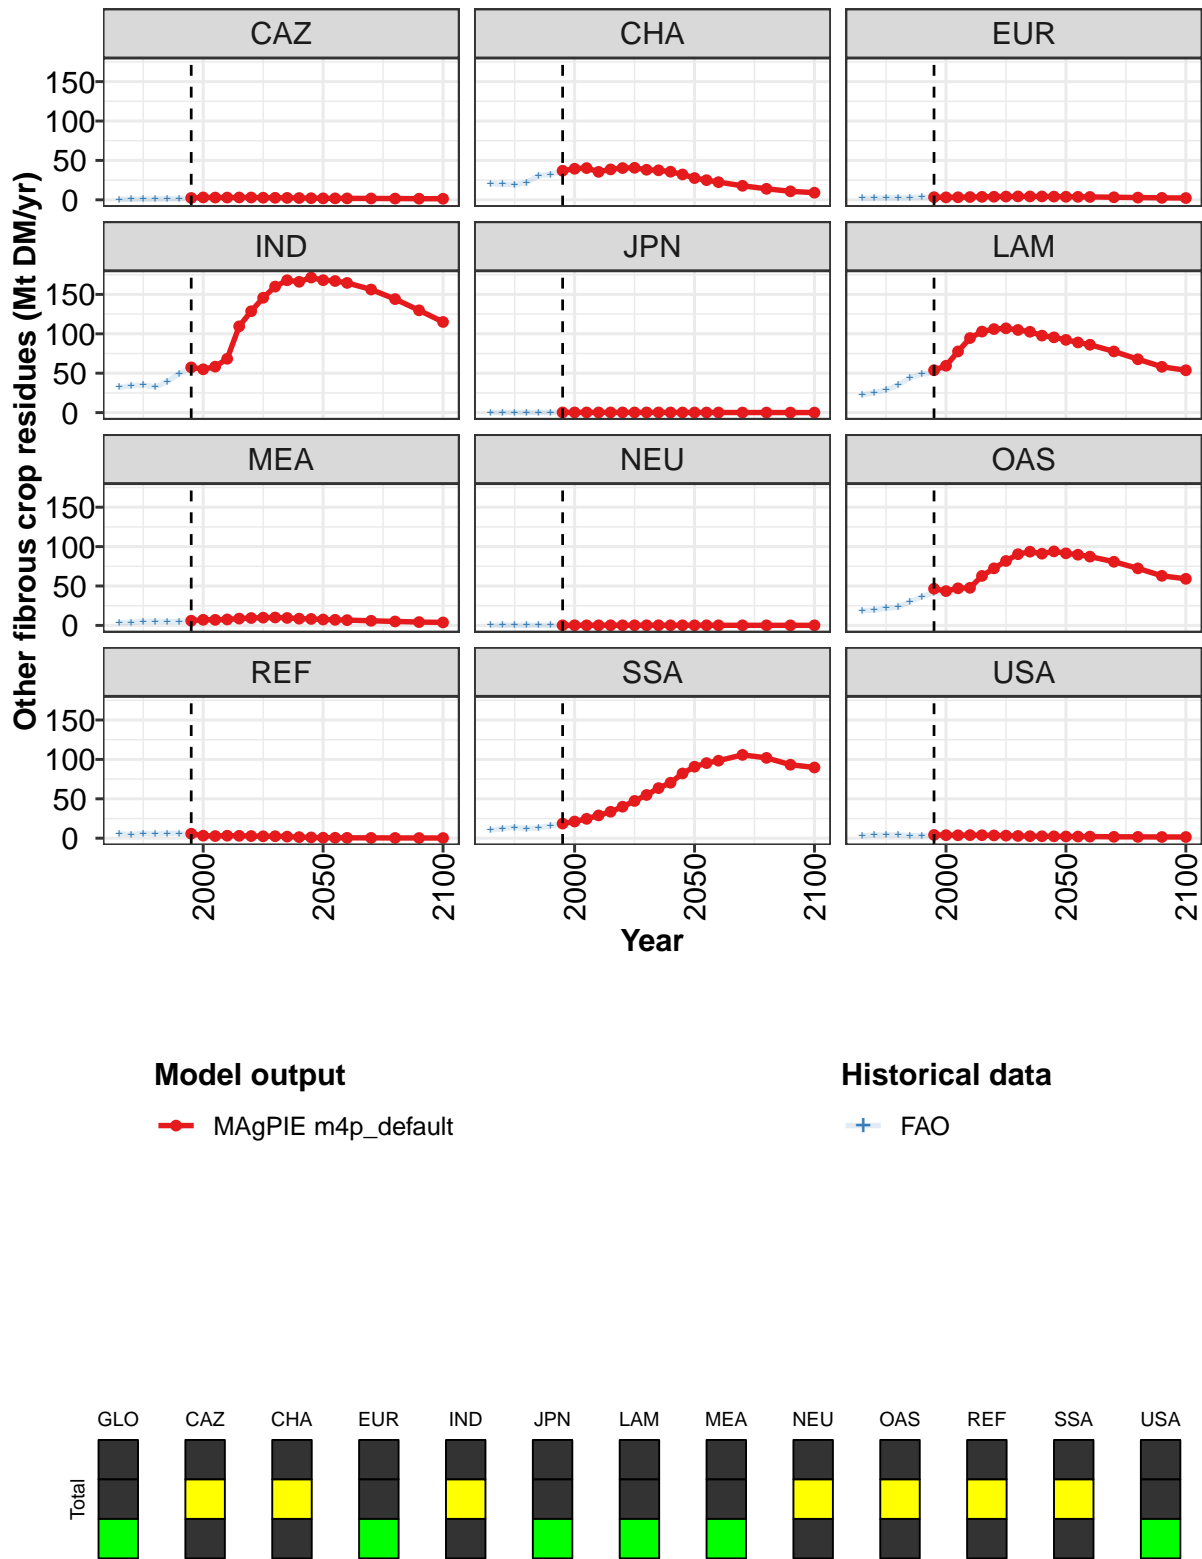 CAZ CHA EUR
150
100
50
0
IND JPN LAM
150
100
50
0
MEA NEU OAS
150
100
50
0
REF SSA USA
150
100
50
0
Other fibrous crop residues (Mt DM/yr)
2000 2050 2100 2000 2050 2100 2000 2050 2100
Year
Model output Historical data
MAgPIE m4p_default FAO
GLO CAZ CHA EUR IND JPN LAM MEA NEU OAS REF SSA USA
Total